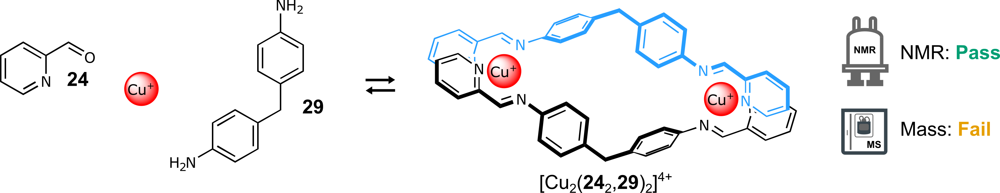 NH₂
O
N
24
Cu⁺
29
H₂N
N
N
Cu⁺
N
N
Cu⁺
N
N
N
[Cu₂(24₂,29)₂]⁴⁺
NMR
NMR: Pass
MS
Mass: Fail